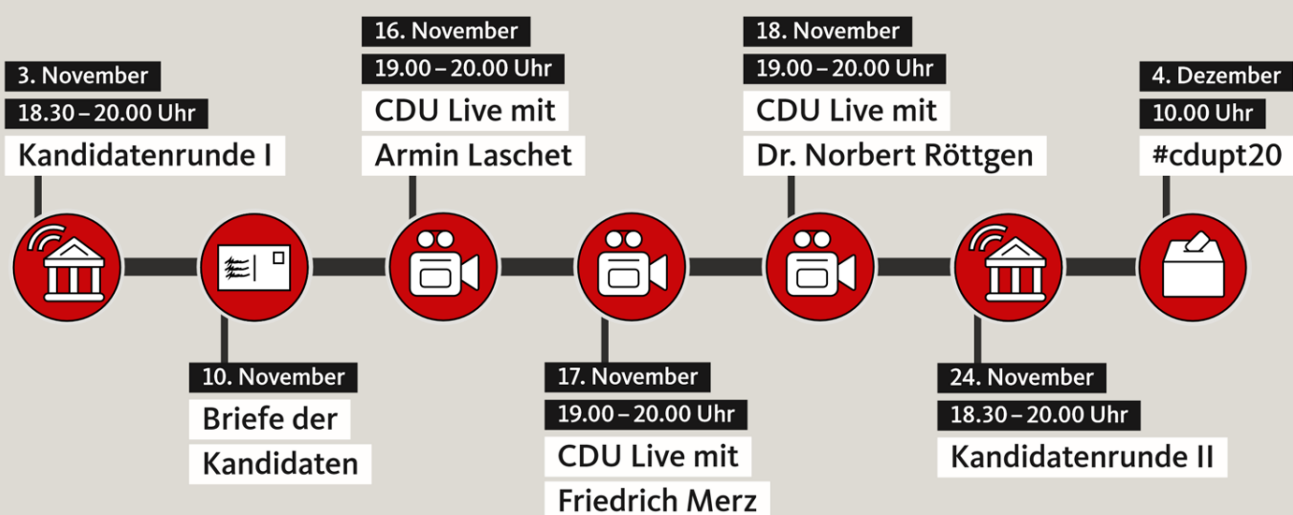 3. November
18.30 – 20.00 Uhr
Kandidatenrunde I
10. November
Briefe der
Kandidaten
16. November
19.00 – 20.00 Uhr
CDU Live mit
Armin Laschet
17. November
19.00 – 20.00 Uhr
CDU Live mit
Friedrich Merz
18. November
19.00 – 20.00 Uhr
CDU Live mit
Dr. Norbert Röttgen
24. November
18.30 – 20.00 Uhr
Kandidatenrunde II
4. Dezember
10.00 Uhr
#cdupt20